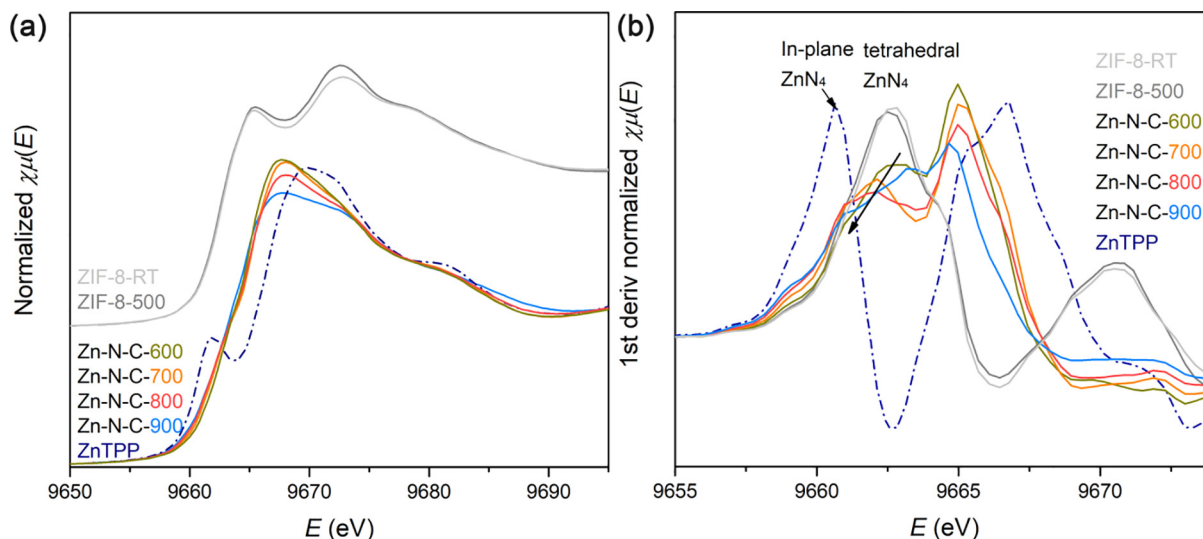 (a)
Normalized χμ(E)
ZIF-8-RT
ZIF-8-500
Zn-N-C-600
Zn-N-C-700
Zn-N-C-800
Zn-N-C-900
ZnTPP
9650 9660 9670 9680 9690
E (eV)
(b)
1st deriv normalized χμ(E)
In-plane tetrahedral
ZnN₄ ZnN₄
ZIF-8-RT
ZIF-8-500
Zn-N-C-600
Zn-N-C-700
Zn-N-C-800
Zn-N-C-900
ZnTPP
9655 9660 9665 9670
E (eV)